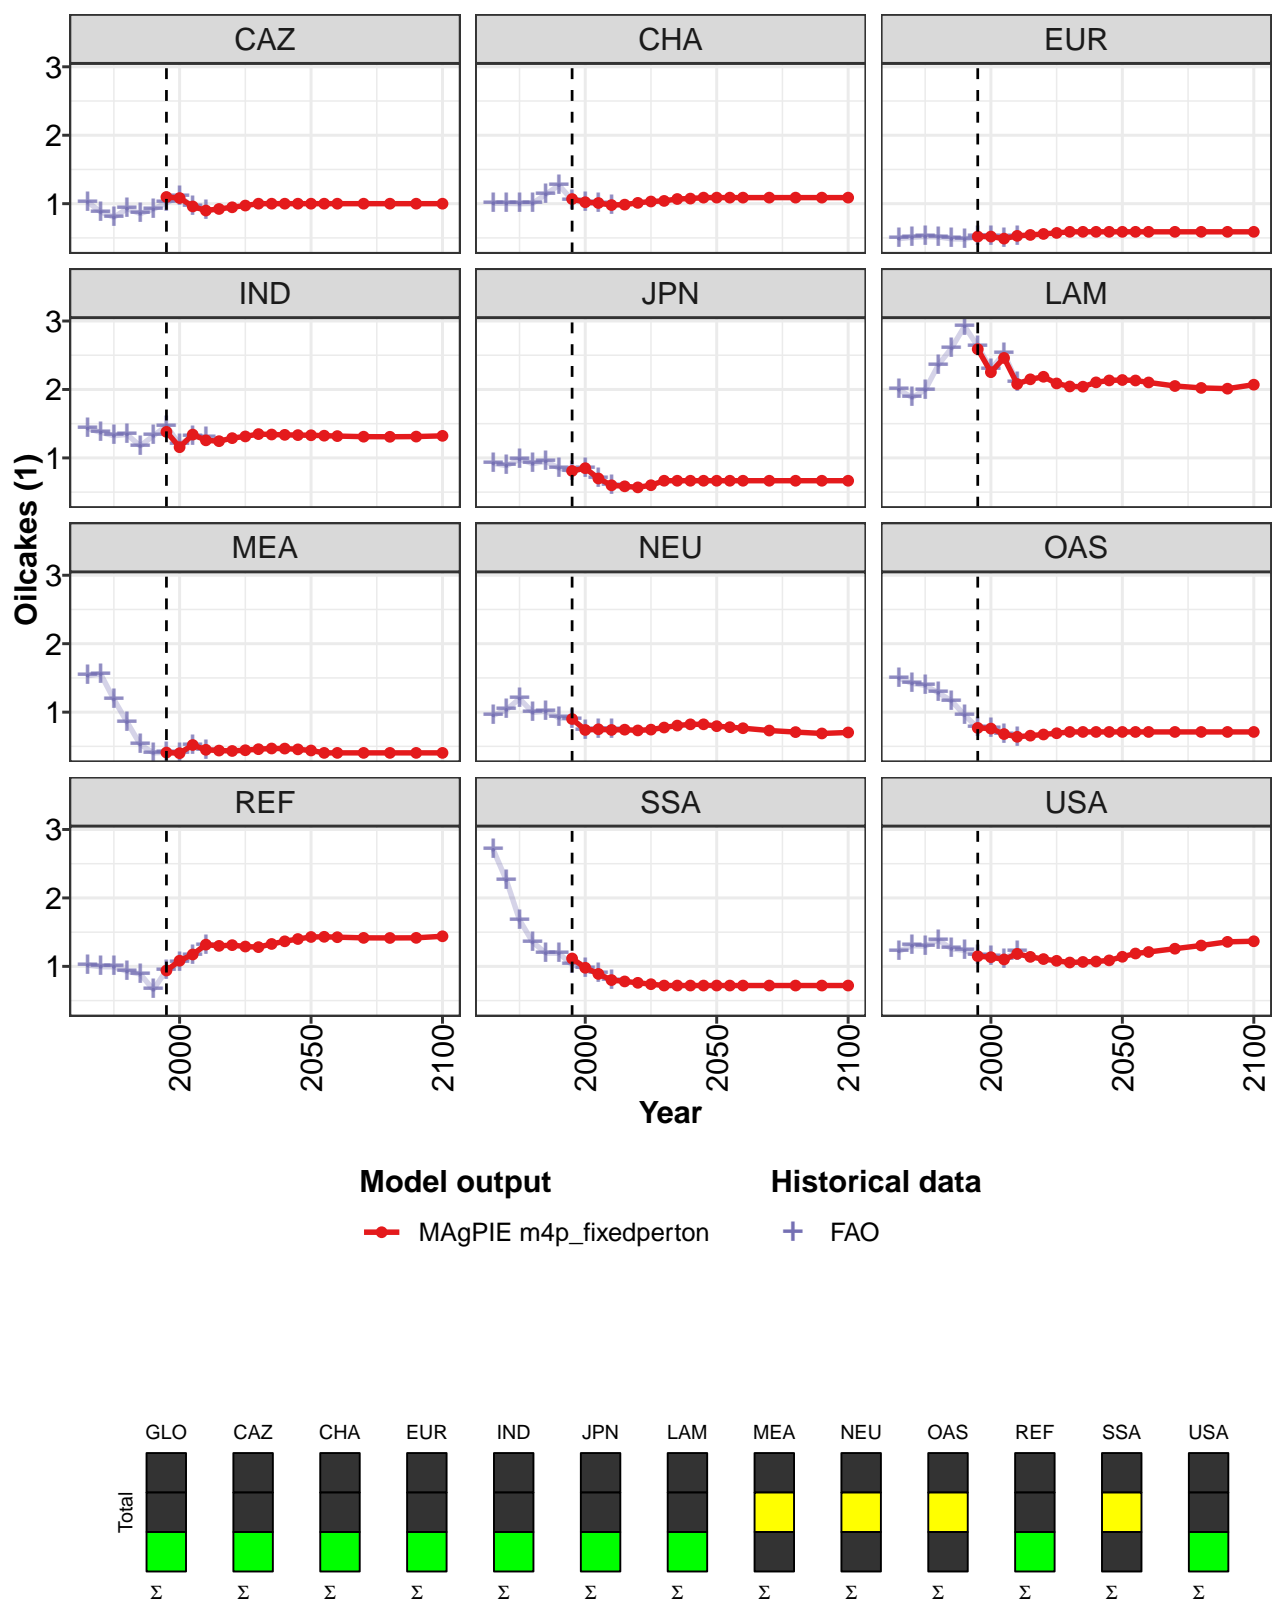 CAZ CHA EUR
3
2
1
IND JPN LAM
3
2
1
MEA NEU OAS
3
2
1
REF SSA USA
3
2
1
Oilcakes (1)
2000 2050 2100 2000 2050 2100 2000 2050 2100
Year
Model output Historical data
MAgPIE m4p_fixedperton FAO
GLO CAZ CHA EUR IND JPN LAM MEA NEU OAS REF SSA USA
Total
Σ Σ Σ Σ Σ Σ Σ Σ Σ Σ Σ Σ Σ